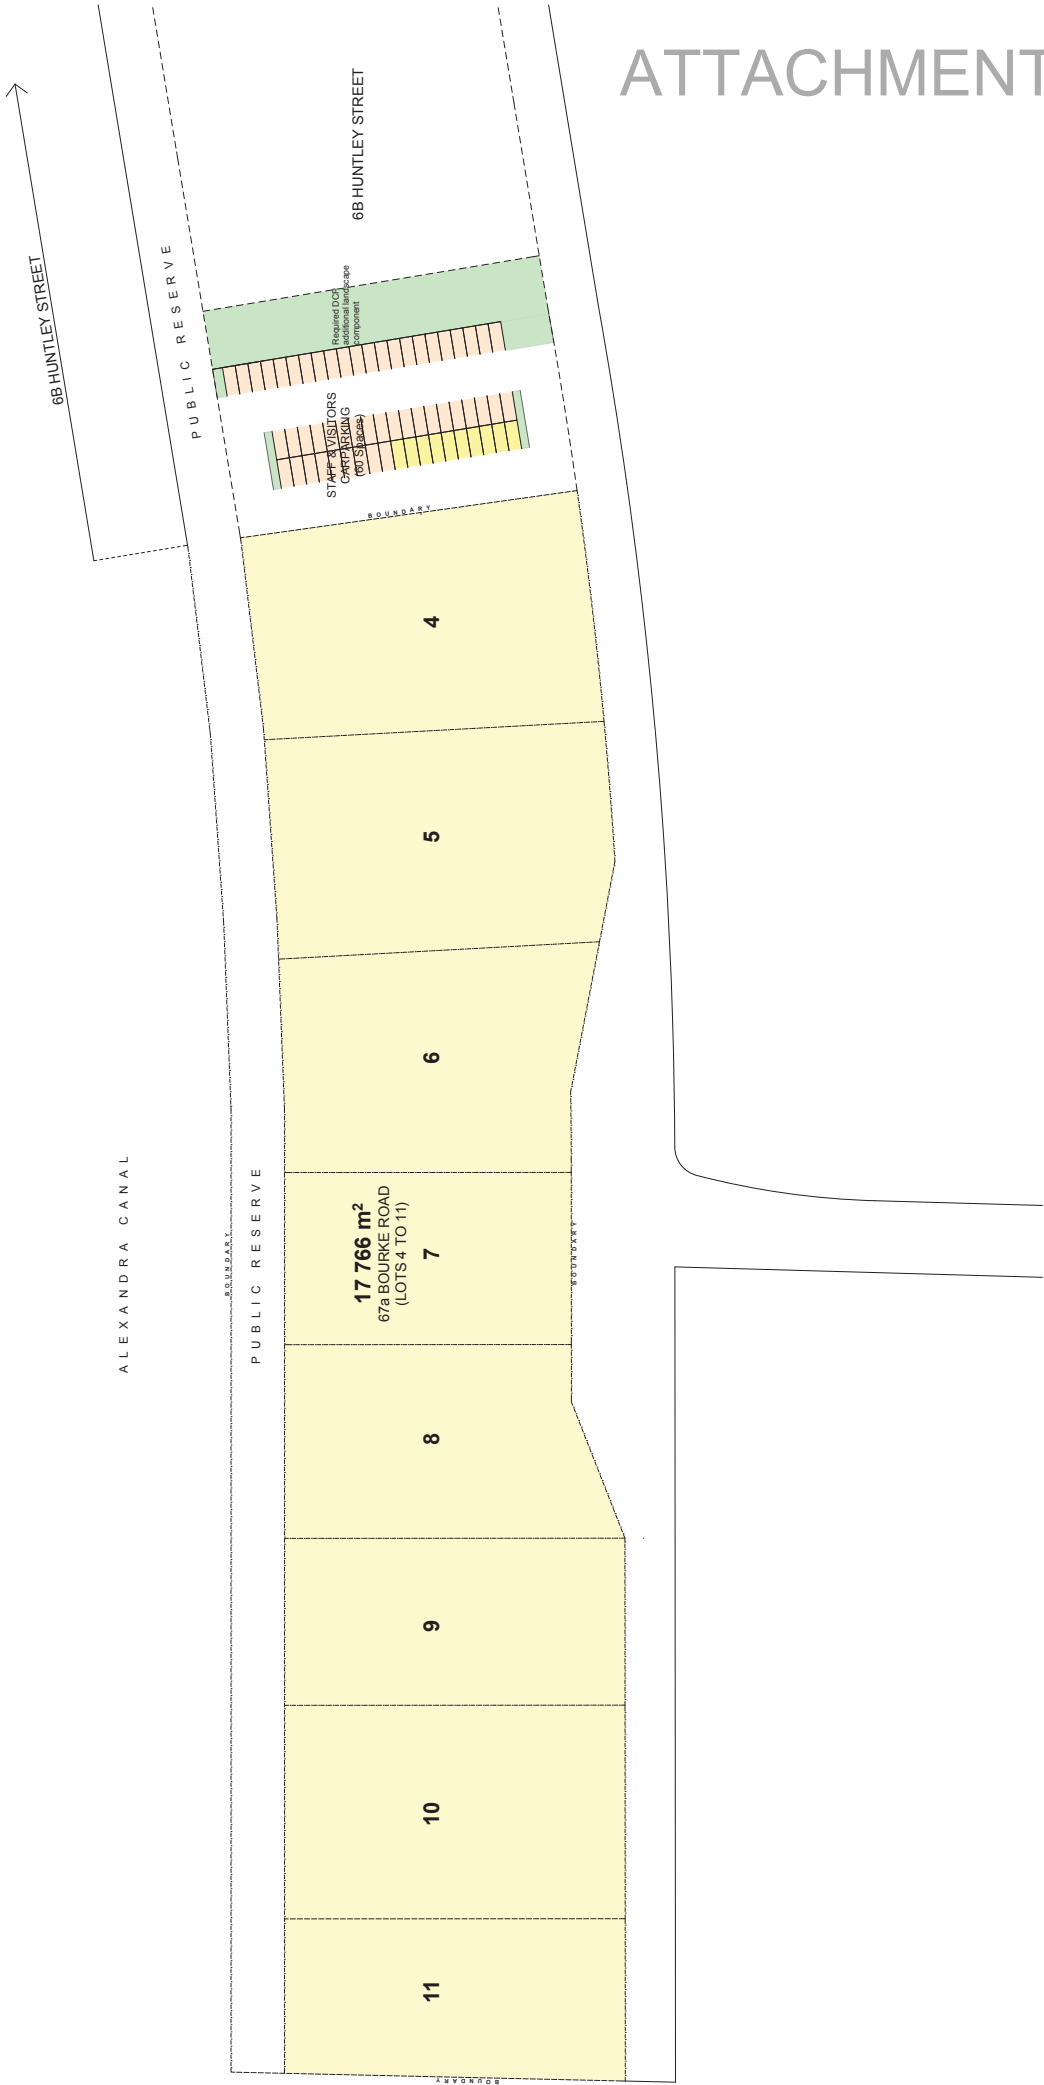 ATTACHMENT
6B HUNTLEY STREET
6B HUNTLEY STREET
PUBLIC RESERVE
Required DCP
additional landscape
component
STAFF & VISITORS
CARPARKING
(60 Spaces)
BOUNDARY
4
5
6
ALEXANDRA CANAL
BOUNDARY
PUBLIC RESERVE
17 766 m²
67a BOURKE ROAD
(LOTS 4 TO 11)
7
BOUNDARY
8
9
10
11
BOUNDARY